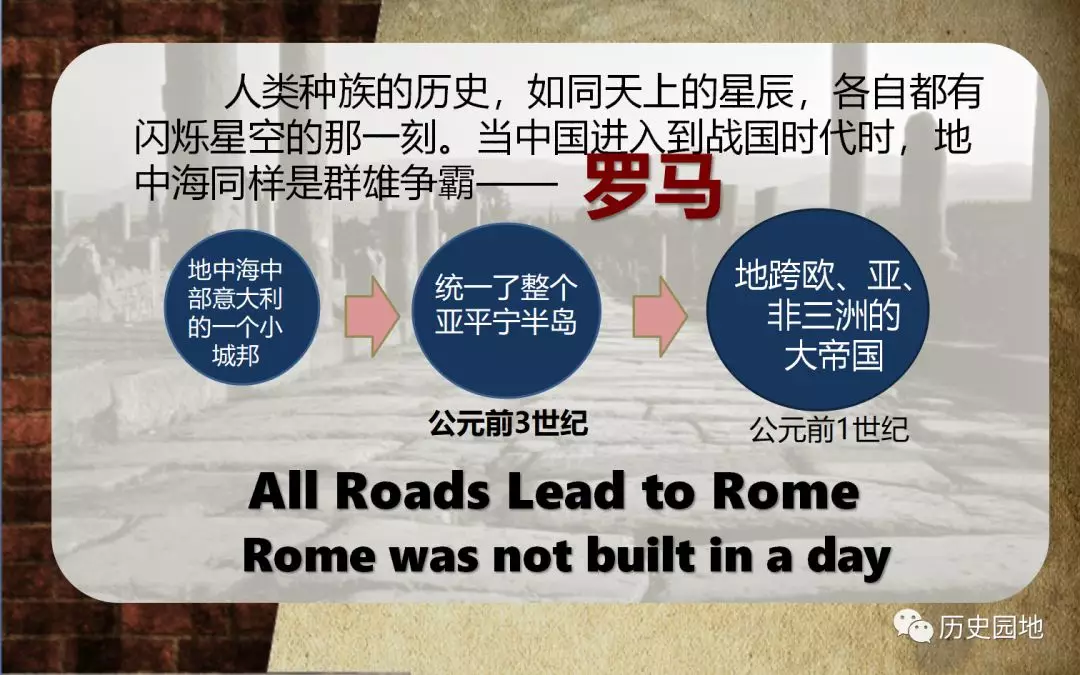 人类种族的历史，如同天上的星辰，各自都有
闪烁星空的那一刻。当中国进入到战国时代时，地
中海同样是群雄争霸——
罗马
地中海中
部意大利
的一个小
城邦
统一了整个
亚平宁半岛
地跨欧、亚、
非三洲的
大帝国
公元前3世纪
公元前1世纪
All Roads Lead to Rome
Rome was not built in a day
历史园地